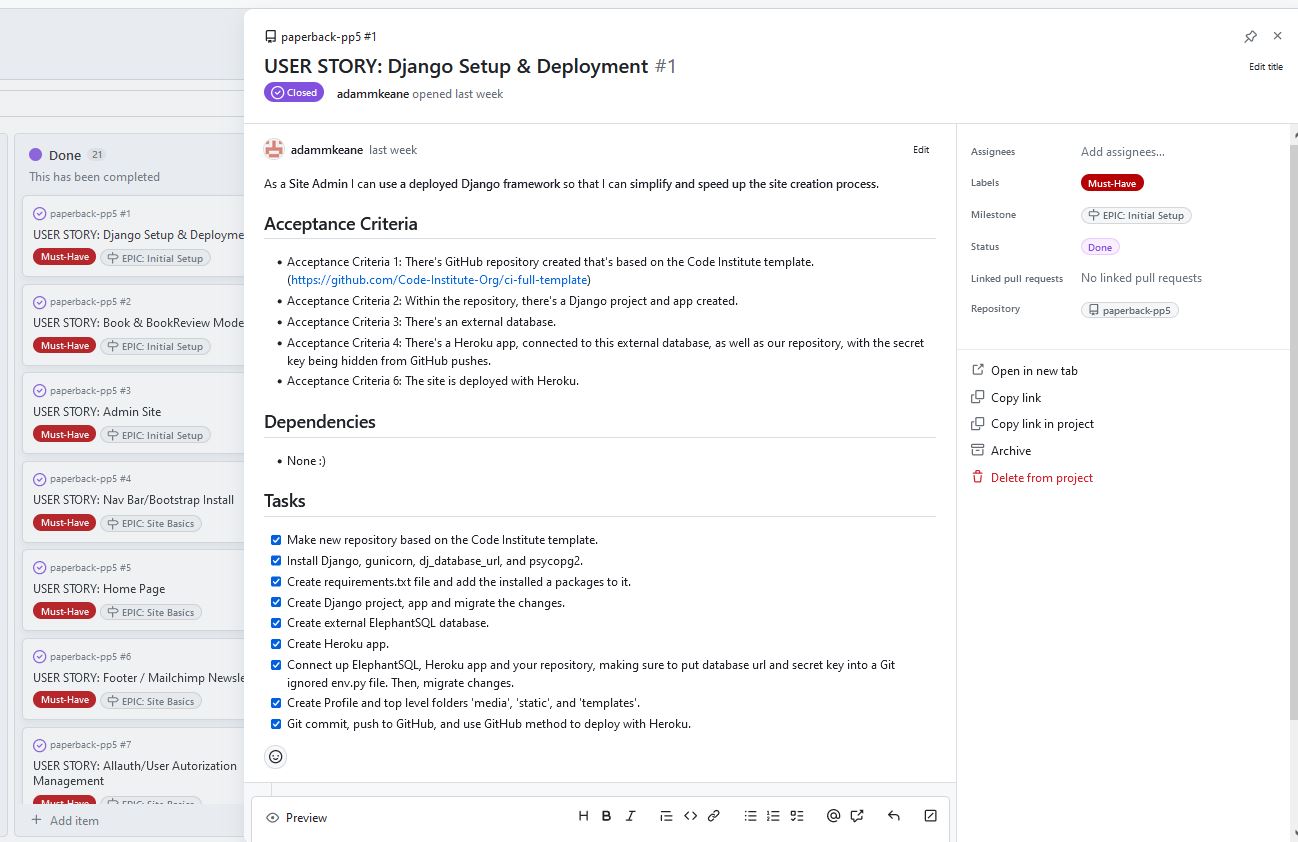 paperback-pp5 #1
USER STORY: Django Setup & Deployment #1
Edit title
Closed
adammkeane opened last week
Done 21
This has been completed
paperback-pp5 #1
USER STORY: Django Setup & Deployme
Must-Have
EPIC: Initial Setup
paperback-pp5 #2
USER STORY: Book & BookReview Mode
Must-Have
EPIC: Initial Setup
paperback-pp5 #3
USER STORY: Admin Site
Must-Have
EPIC: Initial Setup
paperback-pp5 #4
USER STORY: Nav Bar/Bootstrap Install
Must-Have
EPIC: Site Basics
paperback-pp5 #5
USER STORY: Home Page
Must-Have
EPIC: Site Basics
paperback-pp5 #6
USER STORY: Footer / Mailchimp Newsle
Must-Have
EPIC: Site Basics
paperback-pp5 #7
USER STORY: Allauth/User Autorization
Management
Must-Have
EPIC: Site Basics
+ Add item
adammkeane last week
Edit
As a Site Admin I can use a deployed Django framework so that I can simplify and speed up the site creation process.
Acceptance Criteria
• Acceptance Criteria 1: There's GitHub repository created that's based on the Code Institute template.
(https://github.com/Code-Institute-Org/ci-full-template)
• Acceptance Criteria 2: Within the repository, there's a Django project and app created.
• Acceptance Criteria 3: There's an external database.
• Acceptance Criteria 4: There's a Heroku app, connected to this external database, as well as our repository, with the secret
key being hidden from GitHub pushes.
• Acceptance Criteria 6: The site is deployed with Heroku.
Dependencies
• None :)
Tasks
Make new repository based on the Code Institute template.
Install Django, gunicorn, dj_database_url, and psycopg2.
Create requirements.txt file and add the installed a packages to it.
Create Django project, app and migrate the changes.
Create external ElephantSQL database.
Create Heroku app.
Connect up ElephantSQL, Heroku app and your repository, making sure to put database url and secret key into a Git
ignored env.py file. Then, migrate changes.
Create Profile and top level folders 'media', 'static', and 'templates'.
Git commit, push to GitHub, and use GitHub method to deploy with Heroku.
Preview
H B I
Assignees
Add assignees...
Labels
Must-Have
Milestone
EPIC: Initial Setup
Status
Done
Linked pull requests
No linked pull requests
Repository
paperback-pp5
Open in new tab
Copy link
Copy link in project
Archive
Delete from project